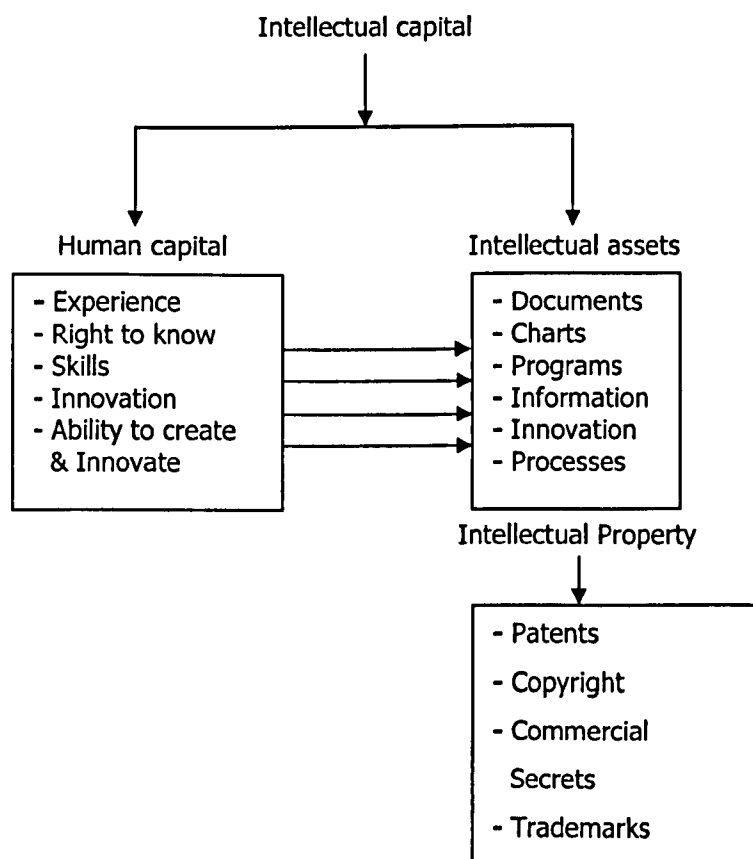 Intellectual capital
Human capital
- Experience
- Right to know
- Skills
- Innovation
- Ability to create
& Innovate
Intellectual assets
- Documents
- Charts
- Programs
- Information
- Innovation
- Processes
Intellectual Property
- Patents
- Copyright
- Commercial
Secrets
- Trademarks